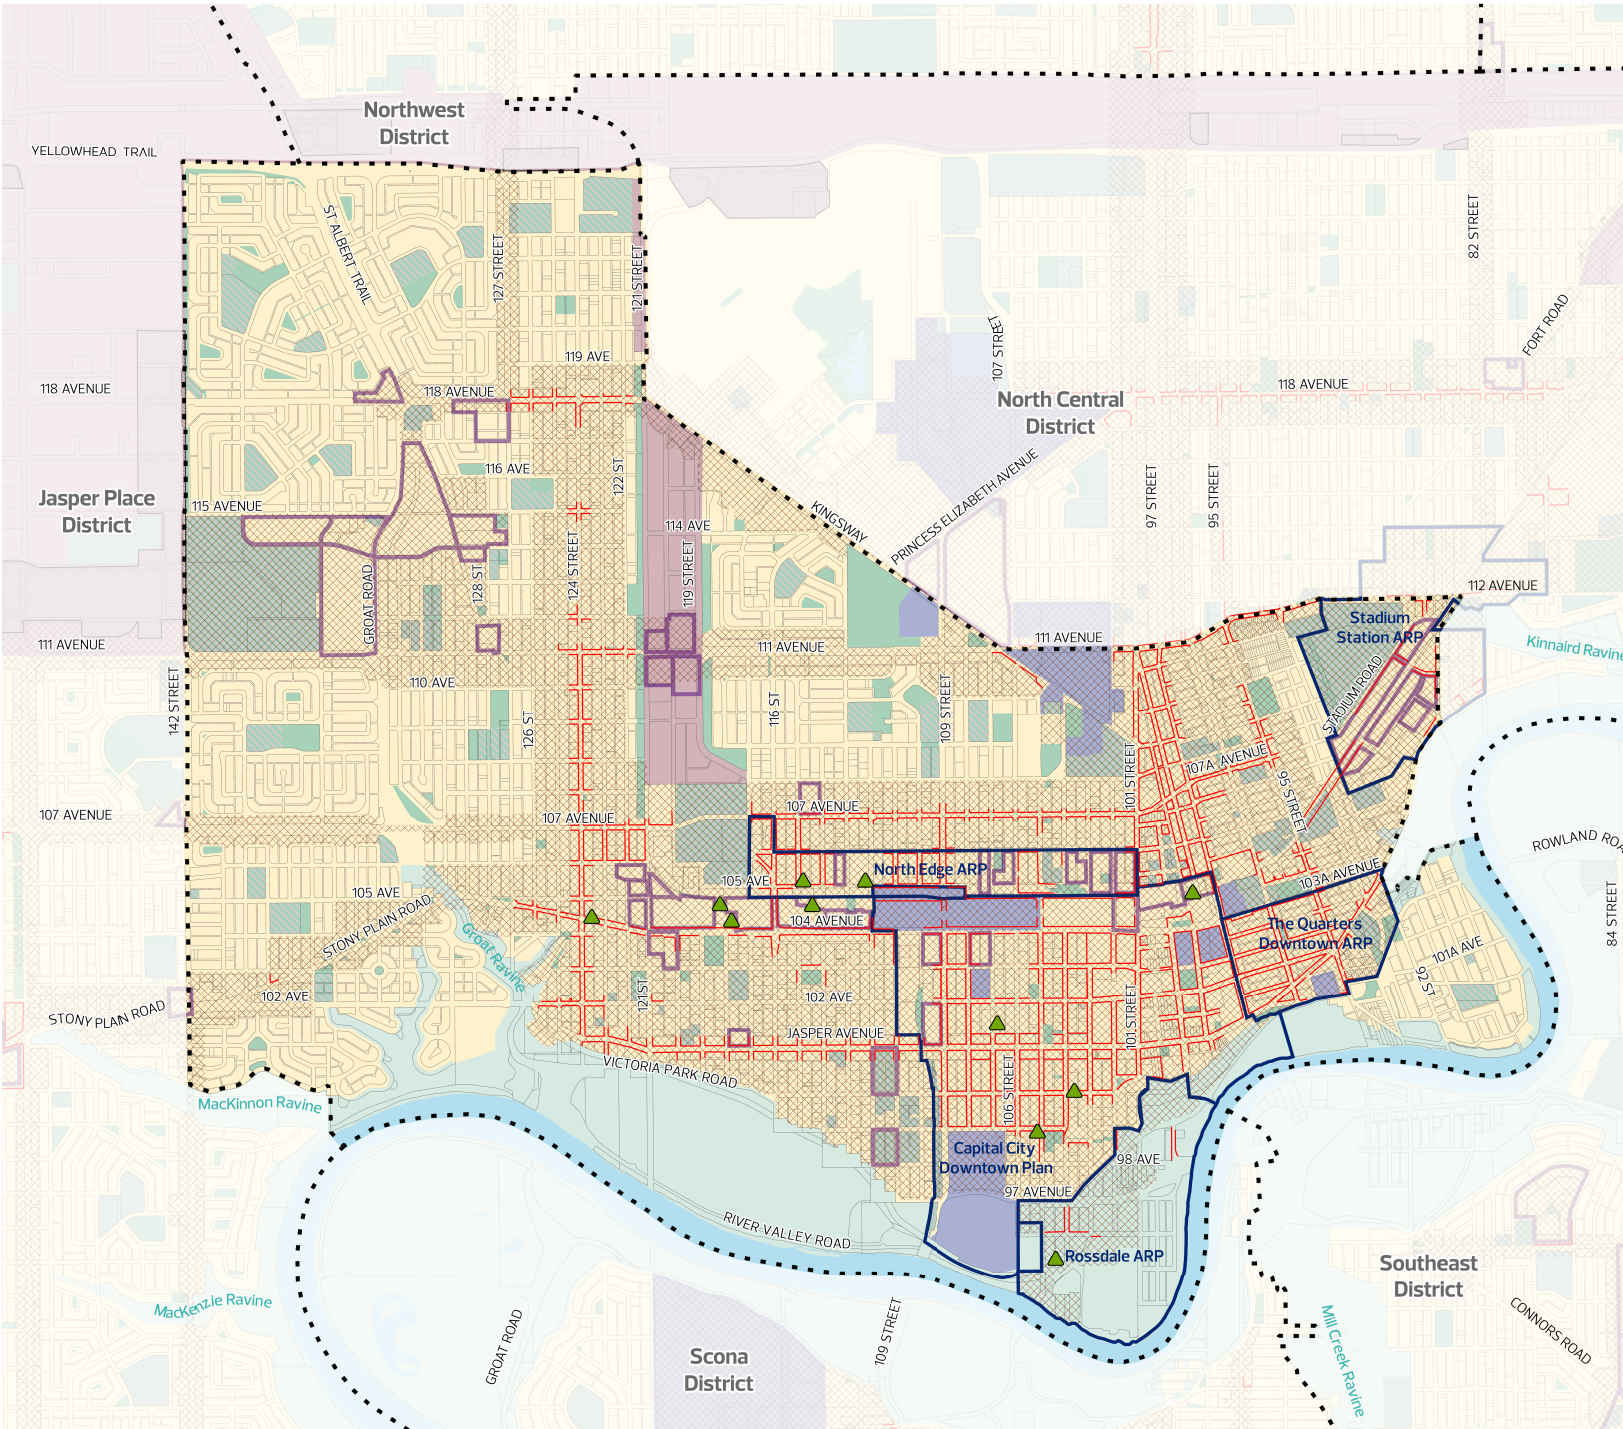 Northwest
District
YELLOWHEAD TRAIL
ST ALBERT TRAIL
127 STREET
121 STREET
82 STREET
119 AVE
107 STREET
FORT ROAD
118 AVENUE
118 AVENUE
118 AVENUE
North Central
District
116 AVE
122 ST
Jasper Place
District
115 AVENUE
114 AVE
KINGSWAY
PRINCESS ELIZABETH AVENUE
97 STREET
95 STREET
124 STREET
119 STREET
128 ST
GROAT ROAD
112 AVENUE
Stadium
Station ARP
111 AVENUE
111 AVENUE
111 AVENUE
Kinnaird Ravine
110 AVE
142 STREET
126 ST
116 ST
109 STREET
STADIUM ROAD
101 STREET
107A AVENUE
95 STREET
107 AVENUE
107 AVENUE
107 AVENUE
ROWLAND ROA
North Edge ARP
105 AVE
105 AVE
103A AVENUE
84 STREET
STONY PLAIN ROAD
104 AVENUE
The Quarters
Downtown ARP
Groat Ravine
101A AVE
92 ST
102 AVE
121 ST
102 AVE
STONY PLAIN ROAD
JASPER AVENUE
101 STREET
VICTORIA PARK ROAD
106 STREET
MacKinnon Ravine
Capital City
Downtown Plan
98 AVE
97 AVENUE
RIVER VALLEY ROAD
Rossdale ARP
Southeast
District
MacKenzie Ravine
GROAT ROAD
109 STREET
Scona
District
Mill Creek Ravine
CONNORS ROAD